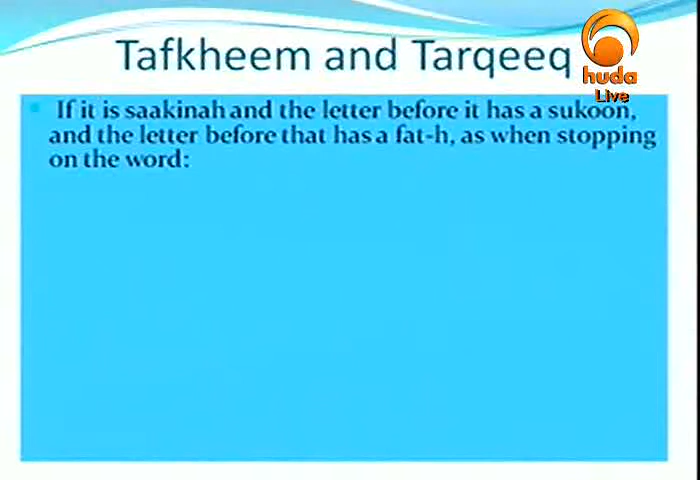 Tafkheem and Tarqeeq
huda
Live
If it is saakinah and the letter before it has a sukoon,
and the letter before that has a fat-h, as when stopping
on the word: